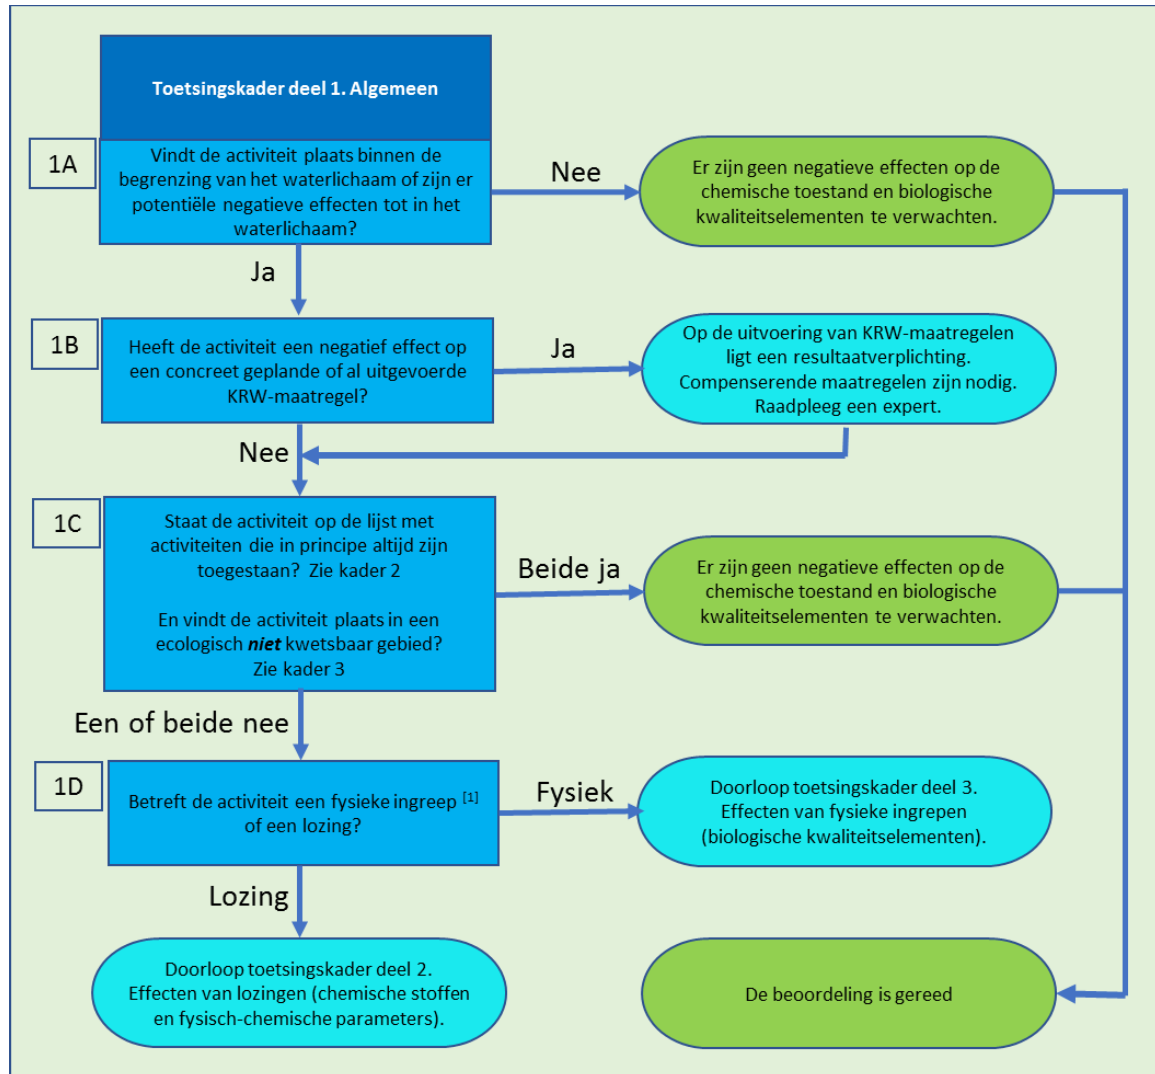 Toetsingskader deel 1. Algemeen
1A
Vindt de activiteit plaats binnen de
begrenzing van het waterlichaam of zijn er
potentiële negatieve effecten tot in het
waterlichaam?
Nee
Er zijn geen negatieve effecten op de
chemische toestand en biologische
kwaliteitselementen te verwachten.
Ja
1B
Heeft de activiteit een negatief effect op
een concreet geplande of al uitgevoerde
KRW-maatregel?
Ja
Op de uitvoering van KRW-maatregelen
ligt een resultaatverplichting.
Compenserende maatregelen zijn nodig.
Raadpleeg een expert.
Nee
1C
Staat de activiteit op de lijst met
activiteiten die in principe altijd zijn
toegestaan? Zie kader 2
En vindt de activiteit plaats in een
ecologisch niet kwetsbaar gebied?
Zie kader 3
Beide ja
Er zijn geen negatieve effecten op de
chemische toestand en biologische
kwaliteitselementen te verwachten.
Een of beide nee
1D
Betreft de activiteit een fysieke ingreep [1]
of een lozing?
Fysiek
Doorloop toetsingskader deel 3.
Effecten van fysieke ingrepen
(biologische kwaliteitselementen).
Lozing
Doorloop toetsingskader deel 2.
Effecten van lozingen (chemische stoffen
en fysisch-chemische parameters).
De beoordeling is gereed